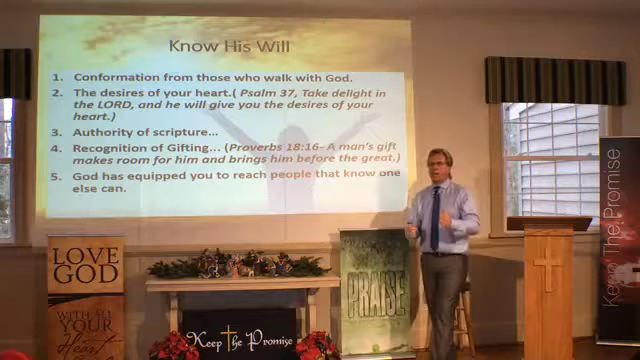 Know His Will
1. Conformation from those who walk with God.
2. The desires of your heart.( Psalm 37, Take delight in
the LORD, and he will give you the desires of your
heart.)
3. Authority of scripture...
4. Recognition of Gifting... (Proverbs 18:16- A man's gift
makes room for him and brings him before the great.)
5. God has equipped you to reach people that know one
else can.
LOVE
GOD
WITH ALL
YOUR
Heart
PRAISE
Keep The Promise
Keep The Promise